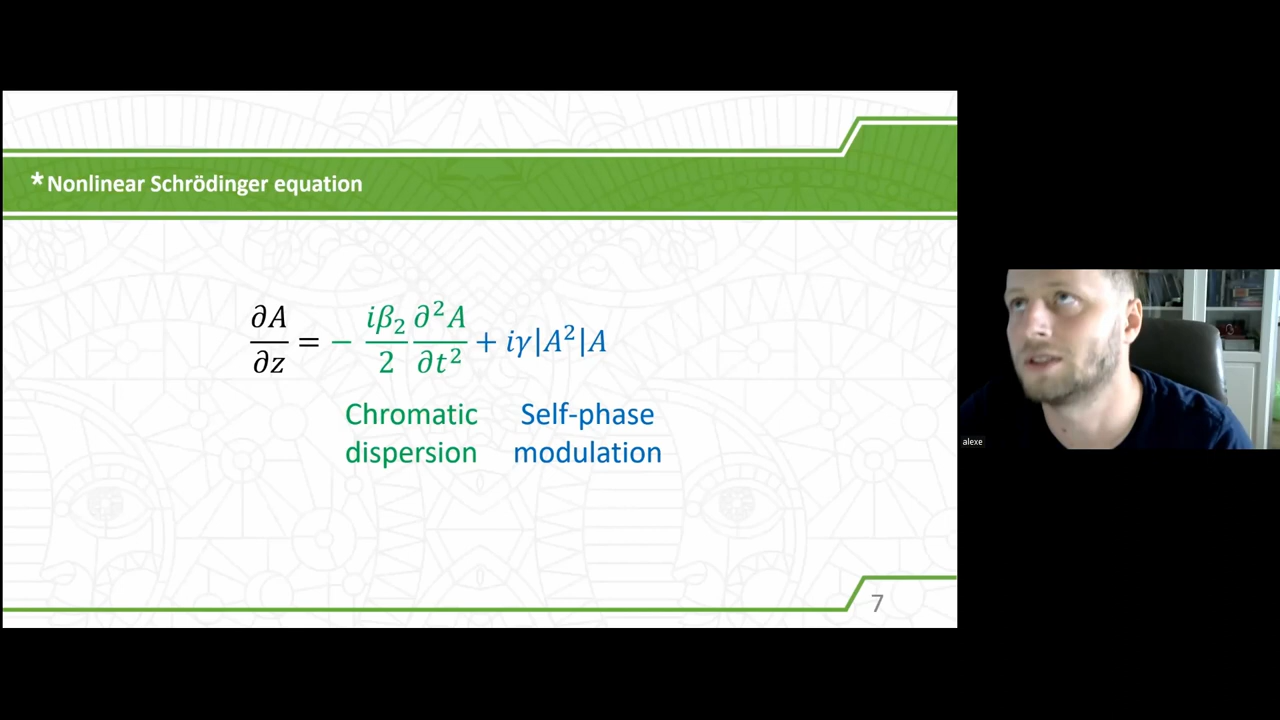 *Nonlinear Schrödinger equation
∂A/∂z = − iβ₂/2 ∂²A/∂t² + iγ|A²|A
Chromatic Self-phase
dispersion modulation
alexe
7